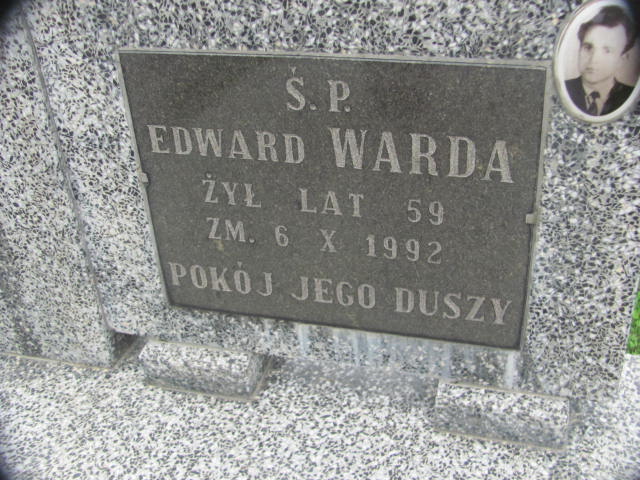 Ś. P.
EDWARD WARDA
ŻYŁ LAT 59
ZM. 6 X 1992
POKÓJ JEGO DUSZY